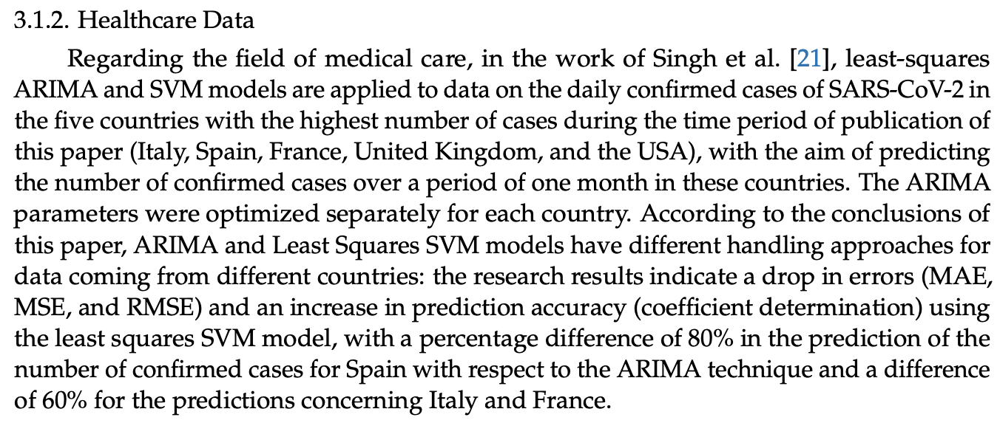 3.1.2. Healthcare Data
Regarding the field of medical care, in the work of Singh et al. [21], least-squares
ARIMA and SVM models are applied to data on the daily confirmed cases of SARS-CoV-2 in
the five countries with the highest number of cases during the time period of publication of
this paper (Italy, Spain, France, United Kingdom, and the USA), with the aim of predicting
the number of confirmed cases over a period of one month in these countries. The ARIMA
parameters were optimized separately for each country. According to the conclusions of
this paper, ARIMA and Least Squares SVM models have different handling approaches for
data coming from different countries: the research results indicate a drop in errors (MAE,
MSE, and RMSE) and an increase in prediction accuracy (coefficient determination) using
the least squares SVM model, with a percentage difference of 80% in the prediction of the
number of confirmed cases for Spain with respect to the ARIMA technique and a difference
of 60% for the predictions concerning Italy and France.